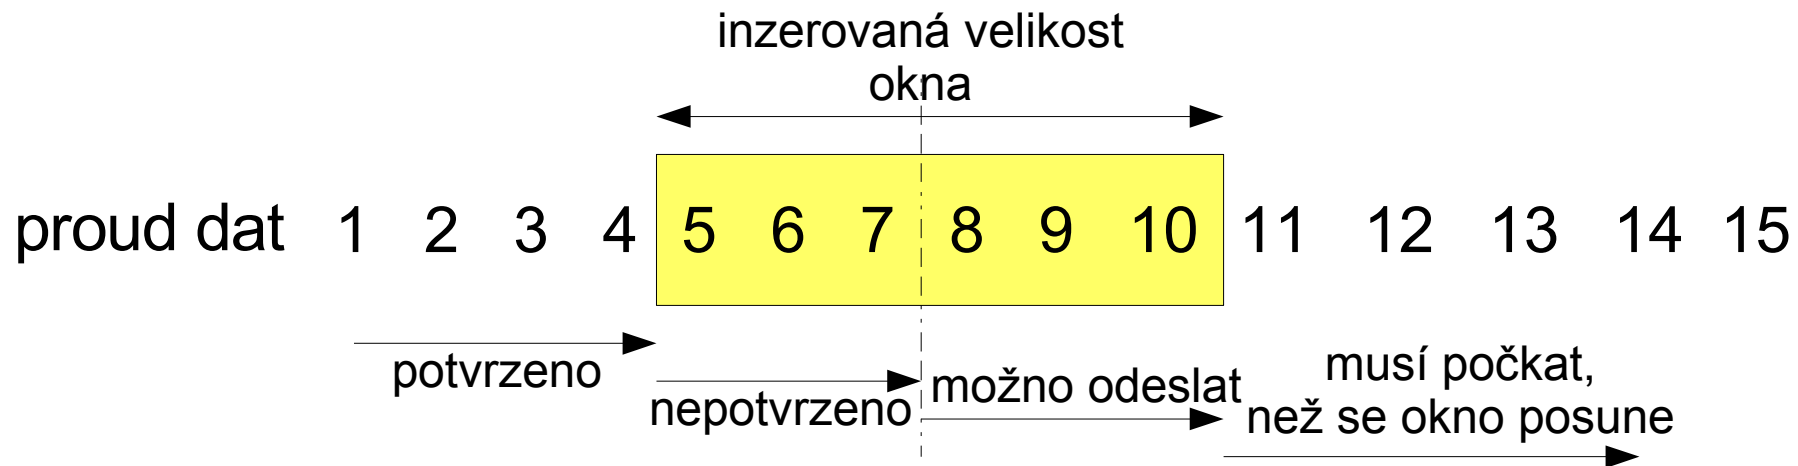 inzerovaná velikost
okna
proud dat 1 2 3 4 5 6 7 8 9 10 11 12 13 14 15
potvrzeno
nepotvrzeno
možno odeslat
musí počkat,
než se okno posune